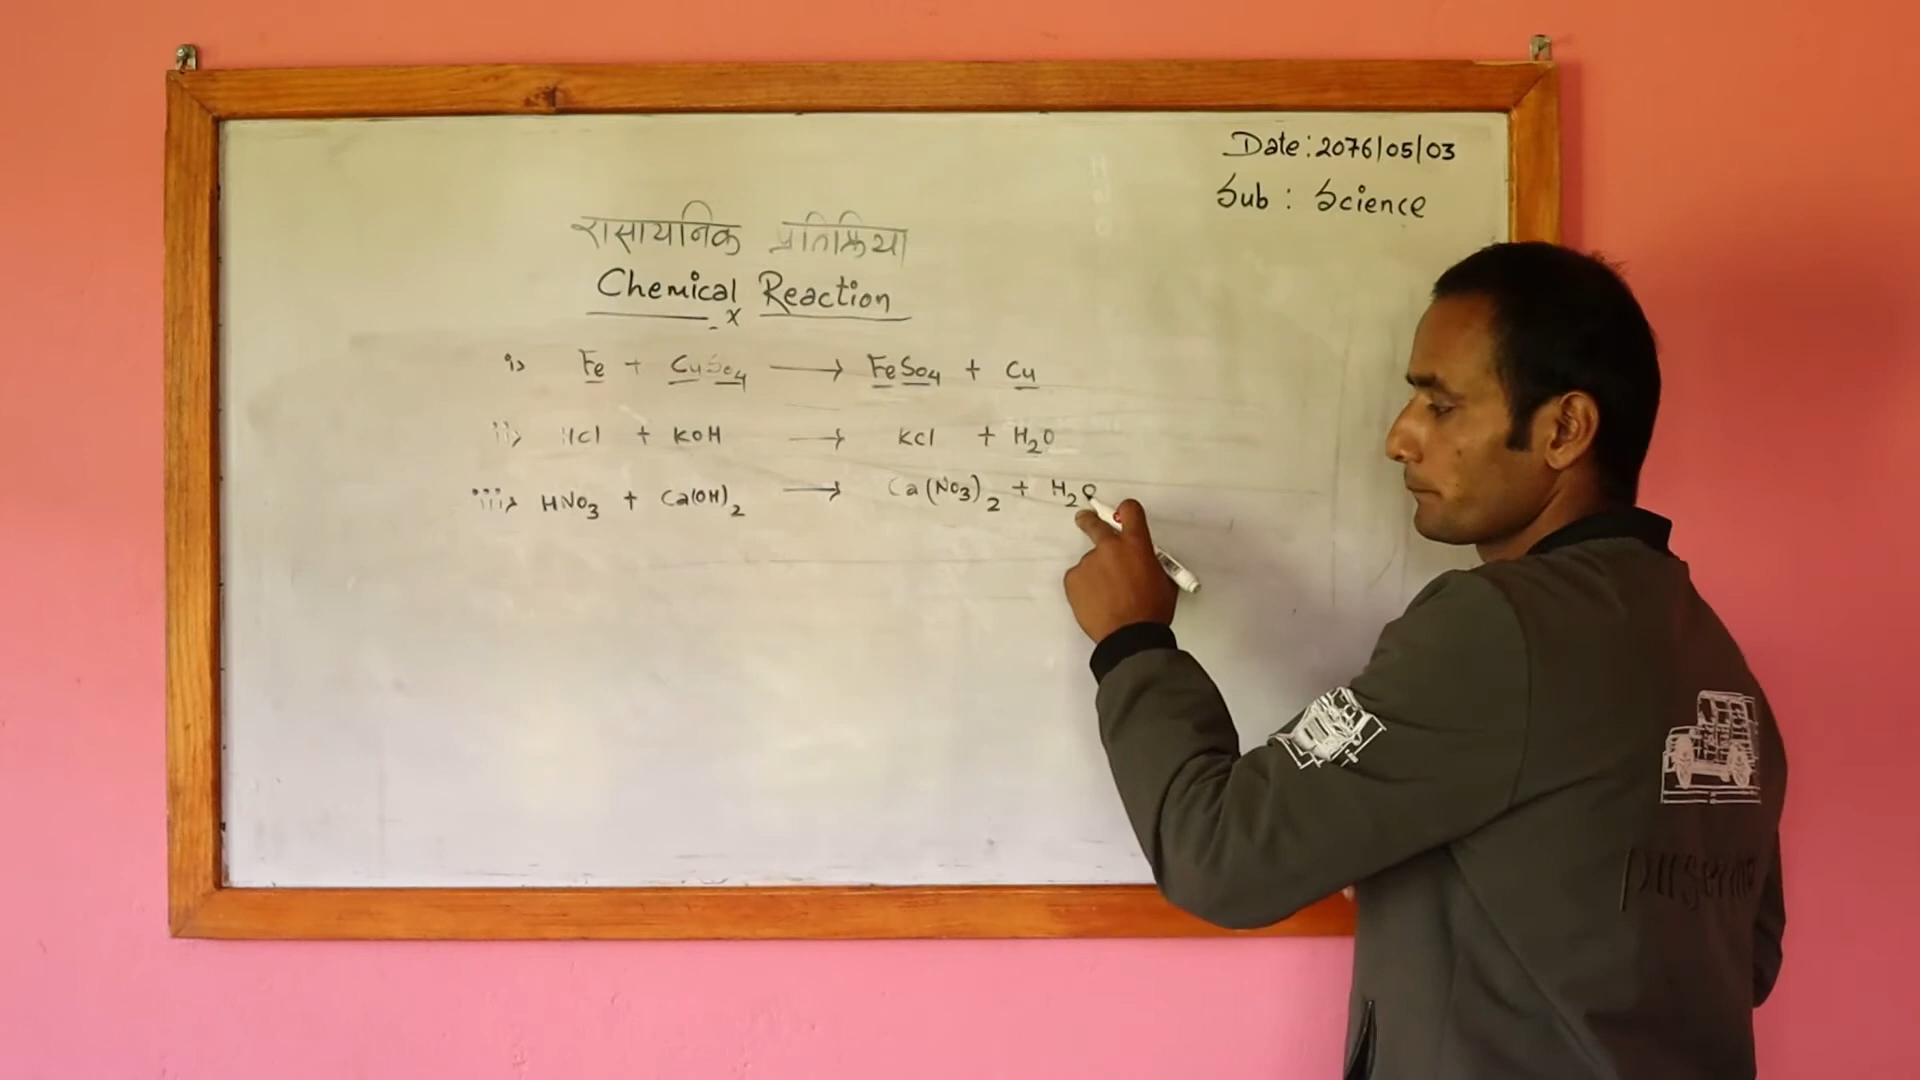 Date: 2076/05/03
Sub: Science
रासायनिक प्रतिक्रिया
Chemical Reaction
x
i> Fe + CuSo4 → FeSo4 + Cu
ii> HCl + KOH → KCl + H2O
iii> HNO3 + Ca(OH)2 → Ca(NO3)2 + H2O